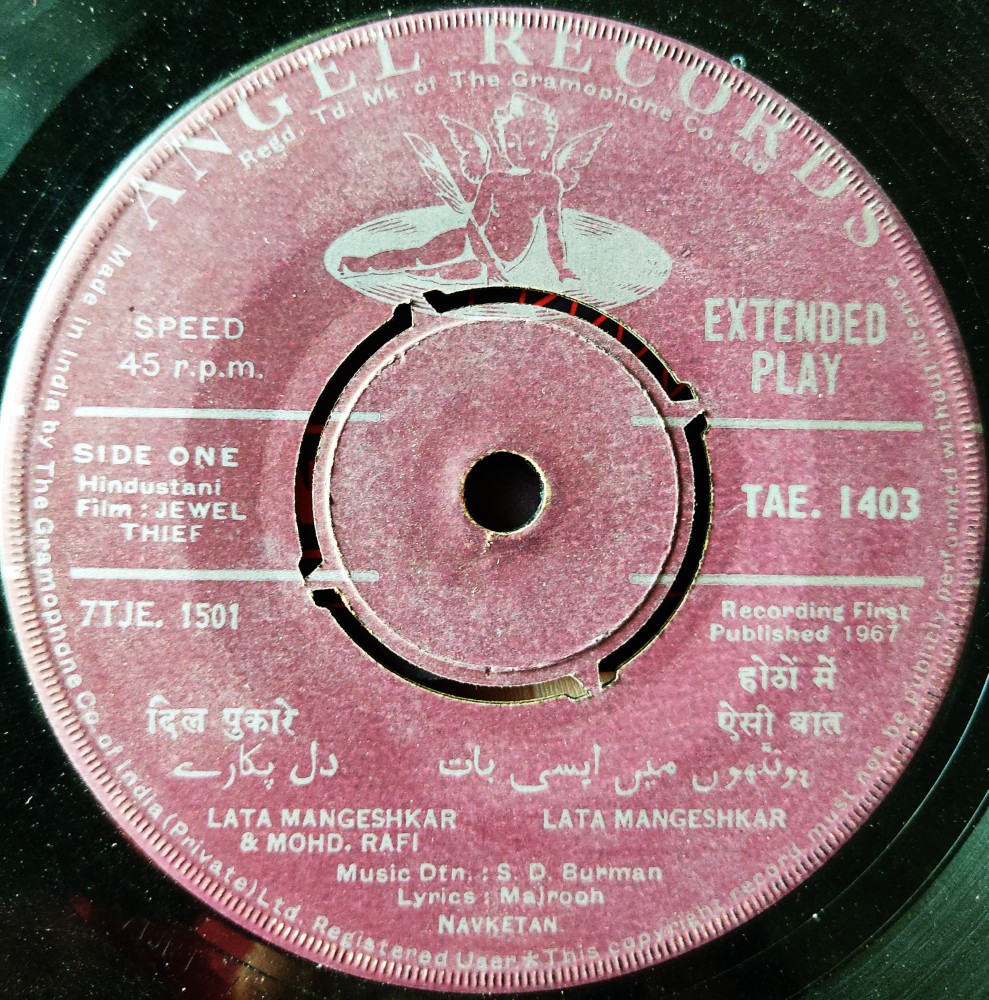 ANGEL RECORDS
Regd. Td. Mk of The Gramophone Co., Ltd
SPEED
45 r.p.m.
EXTENDED
PLAY
SIDE ONE
Hindustani
Film : JEWEL
THIEF
TAE. 1403
7TJE. 1501
Recording First
Published 1967
दिल पुकारे
होठों में
ऐसी बात
دل پکارے
ہونٹھوں میں ایسی بات
LATA MANGESHKAR
& MOHD. RAFI
LATA MANGESHKAR
Music Dtn. : S. D. Burman
Lyrics : Majrooh
NAVKETAN
Made in India by The Gramophone Co. of India (Private) Ltd. Registered User * This copyright record must not be publicly performed without licence *